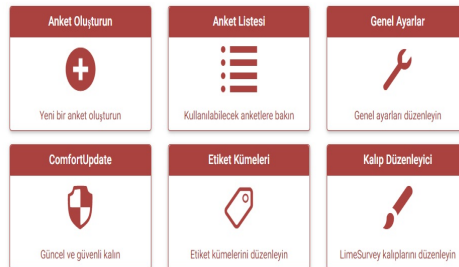 Anket Oluşturun
Anket Listesi
Genel Ayarlar
Yeni bir anket oluşturun
Kullanılabilecek anketlere bakın
Genel ayarları düzenleyin
ComfortUpdate
Etiket Kümeleri
Kalıp Düzenleyici
Güncel ve güvenli kalın
Etiket kümelerini düzenleyin
LimeSurvey kalıplarını düzenleyin